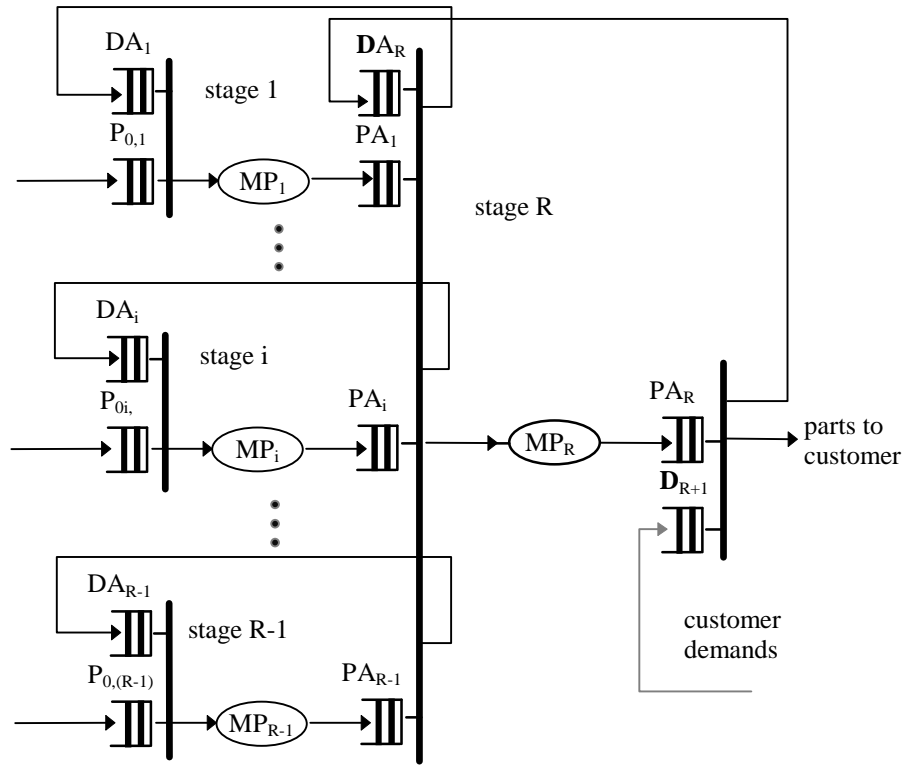 DA1
DAR
stage 1
P0,1
PA1
MP1
stage R
DAi
stage i
P0i,
PAi
MPi
PAR
MPR
parts to
customer
DR+1
DAR-1
stage R-1
customer
demands
P0,(R-1)
PAR-1
MPR-1